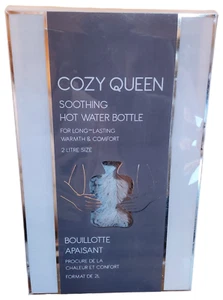 COZY QUEEN
SOOTHING
HOT WATER BOTTLE
FOR LONG-LASTING
WARMTH & COMFORT
2 LITRE SIZE
BOUILLOTTE
APAISANT
PROCURE DE LA
CHALEUR ET CONFORT
FORMAT DE 2L